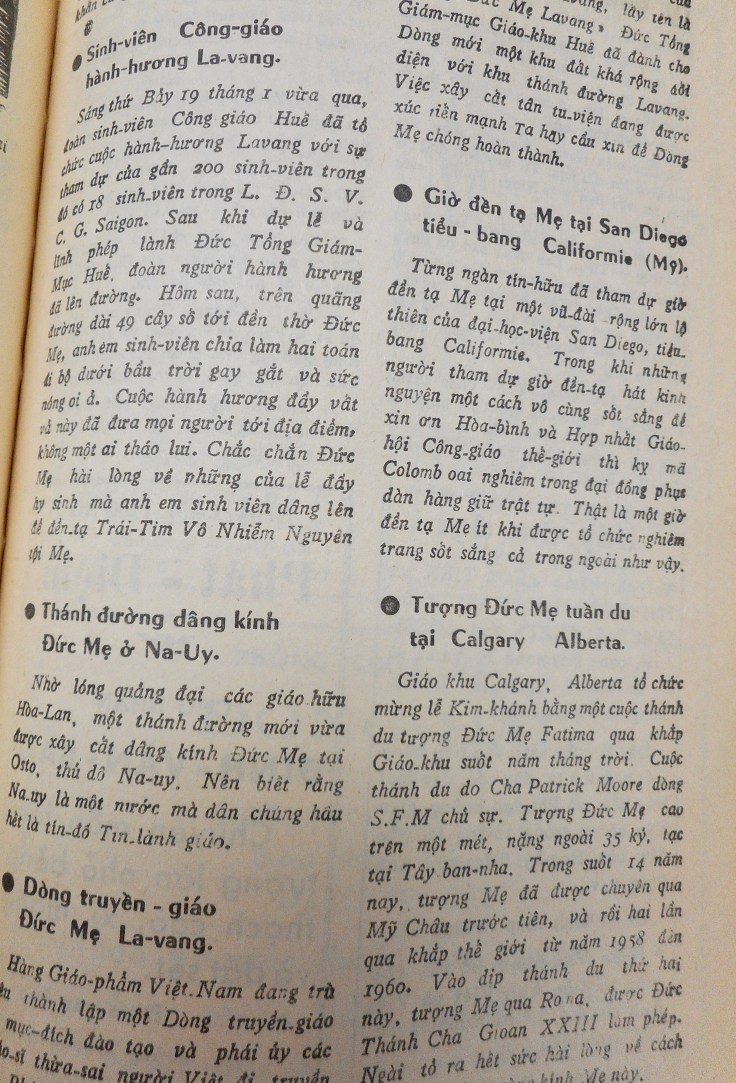 ● Sinh-viên Công-giáo
hành-hương La-vang.
Sáng thứ Bảy 19 tháng 1 vừa qua,
đoàn sinh-viên Công giáo Huế đã tổ
chức cuộc hành-hương Lavang với sự
tham dự của gần 200 sinh-viên trong
đó có 18 sinh-viên trong L. Đ. S. V.
C. G. Saigon. Sau khi dự lễ và
lĩnh phép lành Đức Tổng Giám-
Mục Huế, đoàn người hành hương
đã lên đường. Hôm sau, trên quãng
đường dài 49 cây số tới đền thờ Đức
Mẹ, anh em sinh-viên chia làm hai toán
đi bộ dưới bầu trời gay gắt và sức
nóng oi ả. Cuộc hành hương đầy vất
vả này đã đưa mọi người tới địa điểm,
không một ai tháo lui. Chắc chắn Đức
Mẹ hài lòng về những của lễ đầy
hy sinh mà anh em sinh viên dâng lên
để đền-tạ Trái-Tim Vô Nhiễm Nguyên
tội Mẹ.
● Thánh đường dâng kính
Đức Mẹ ở Na-Uy.
Nhờ lóng quảng đại các giáo hữu
Hòa-Lan, một thánh đường mới vừa
được xây cất dâng kính Đức Mẹ tại
Osto, thủ dô Na-uy. Nên biết rằng
Na.uy là một nước mà dân chúng hầu
hết là tín-đồ Tin-lành giáo.
● Dòng truyền - giáo
Đức Mẹ La-vang.
Hàng Giáo-phẩm Việt-Nam đang trù
thành lập một Dòng truyền-giáo
mục-đích đào tạo và phái ủy các
thừa-sai người Việt đi truyền
lấy tên là
Đức Mẹ Lavang, Đức Tổng
Giám-mục Giáo-khu Huế đã dành cho
Dòng mới một khu đất khá rộng đối
diện với khu thánh đường Lavang.
Việc xây cất tân tu-viện đang được
xúc tiến mạnh Ta hãy cầu xin để Dòng
Mẹ chóng hoàn thành.
● Giờ đền tạ Mẹ tại San Diego
tiểu - bang Californie (Mỹ).
Từng ngàn tín-hữu đã tham dự giờ
đền tạ Mẹ tại một vũ-đài rộng lớn lộ
thiên của đại-học-viện San Diego, tiểu-
bang Californie. Trong khi những
người tham dự giờ đền-tạ hát kinh
nguyện một cách vô cùng sốt sắng để
xin ơn Hòa-bình và Hợp nhất Giáo-
hội Công-giáo thế-giới thì kỵ mã
Colomb oai nghiêm trong đại đồng phục
dàn hàng giữ trật tự. Thật là một giờ
đền tạ Mẹ ít khi được tổ chức nghiêm
trang sốt sắng cả trong ngoài như vậy.
● Tượng Đức Mẹ tuần du
tại Calgary Alberta.
Giáo khu Calgary, Alberta tổ chức
mừng lễ Kim-khánh bằng một cuộc thánh
du tượng Đức Mẹ Fatima qua khắp
Giáo-khu suốt năm tháng trời. Cuộc
thánh du do Cha Patrick Moore dòng
S.F.M chủ sự. Tượng Đức Mẹ cao
trên một mét, nặng ngoài 35 ký, tạc
tại Tây ban-nha. Trong suốt 14 năm
nay, tượng Mẹ đã được chuyên qua
Mỹ Châu trước tiên, và rồi hai lần
qua khắp thế giới từ năm 1958 đến
1960. Vào dịp thánh du thứ hai
này, tượng Mẹ qua Roma, được Đức
Thánh Cha Gioan XXIII làm phép.
Ngài tỏ ra hết sức hài lòng về cách
kính Mẹ này.